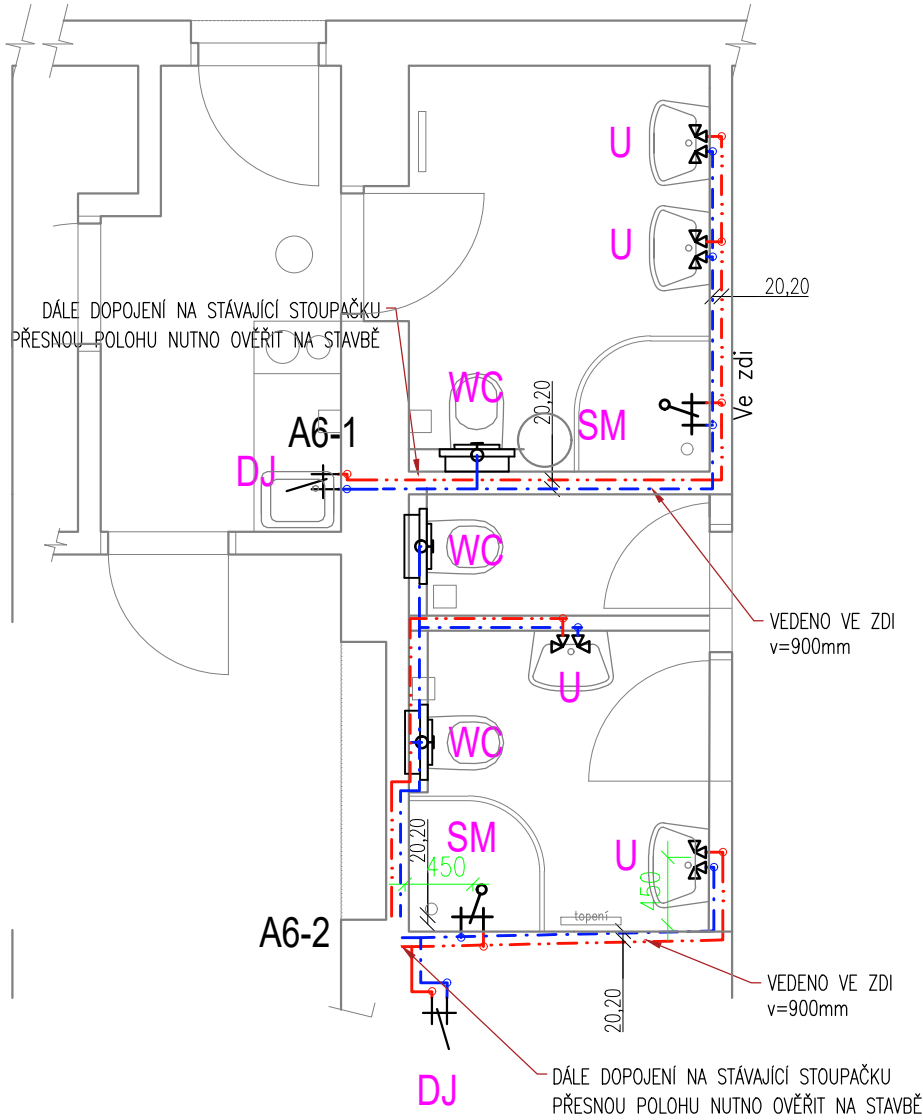 U
U
20,20
DÁLE DOPOJENÍ NA STÁVAJÍCÍ STOUPAČKU
PŘESNOU POLOHU NUTNO OVĚŘIT NA STAVBĚ
Ve zdi
WC
20,20
SM
A6-1
DJ
WC
VEDENO VE ZDI
v=900mm
U
WC
SM
20,20
U
450
450
topení
A6-2
VEDENO VE ZDI
v=900mm
20,20
DÁLE DOPOJENÍ NA STÁVAJÍCÍ STOUPAČKU
PŘESNOU POLOHU NUTNO OVĚŘIT NA STAVBĚ
DJ